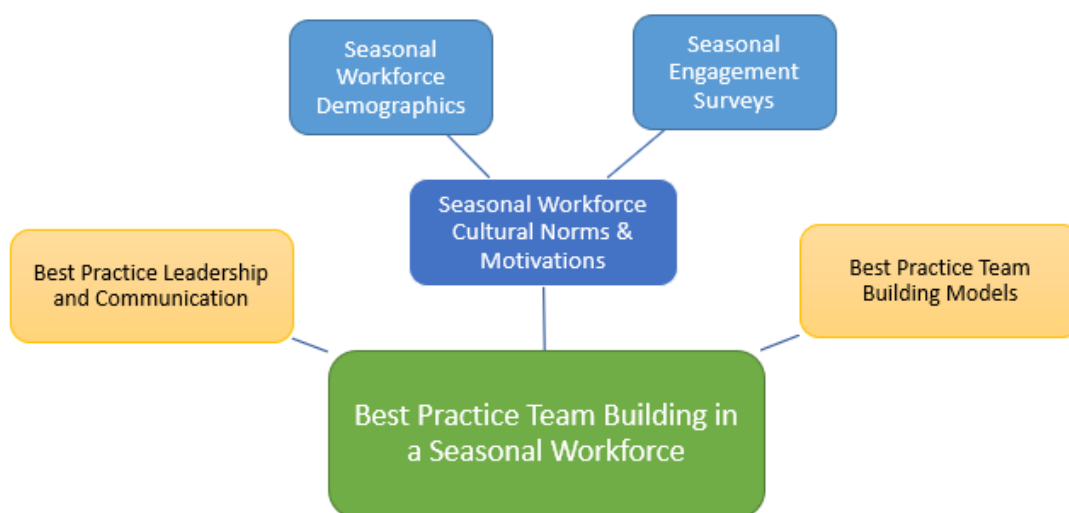 Seasonal
Workforce
Demographics
Seasonal
Engagement
Surveys
Seasonal Workforce
Cultural Norms &
Motivations
Best Practice Leadership
and Communication
Best Practice Team
Building Models
Best Practice Team Building in
a Seasonal Workforce